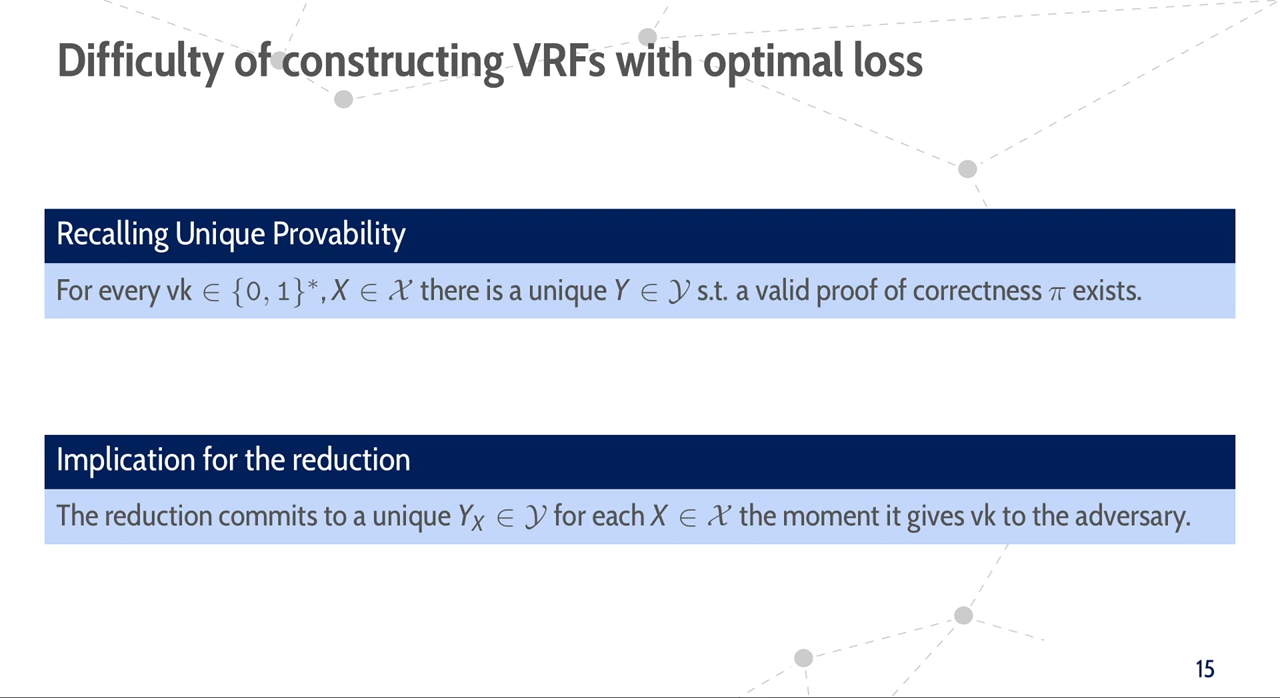 Difficulty of constructing VRFs with optimal loss
Recalling Unique Provability
For every vk ∈ {0, 1}*, X ∈ 𝒳 there is a unique Y ∈ 𝒴 s.t. a valid proof of correctness π exists.
Implication for the reduction
The reduction commits to a unique Y_X ∈ 𝒴 for each X ∈ 𝒳 the moment it gives vk to the adversary.
15